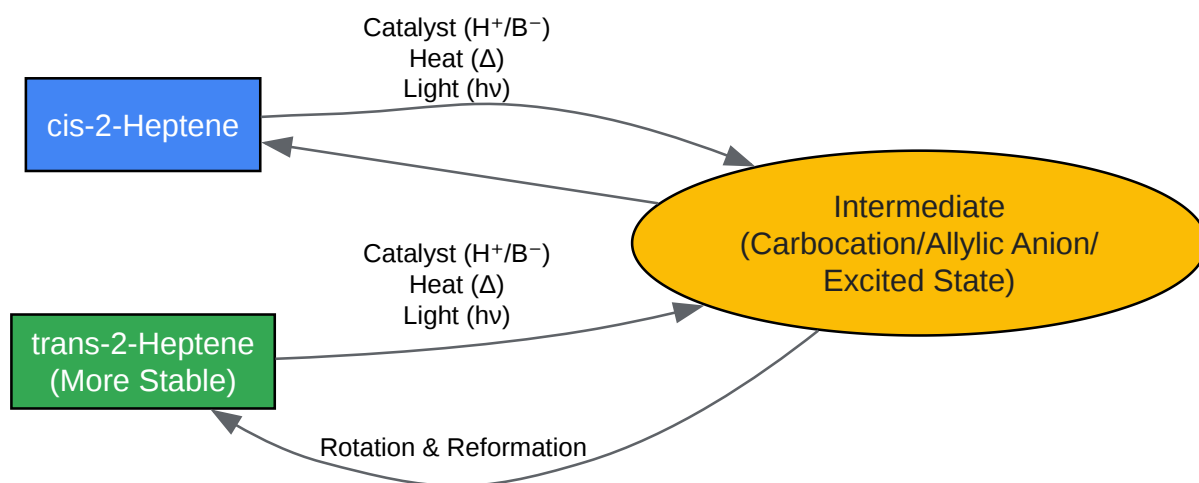 Catalyst (H⁺/B⁻)
Heat (Δ)
Light (hν)
cis-2-Heptene
Intermediate
(Carbocation/Allylic Anion/
Excited State)
Catalyst (H⁺/B⁻)
Heat (Δ)
Light (hν)
trans-2-Heptene
(More Stable)
Rotation & Reformation